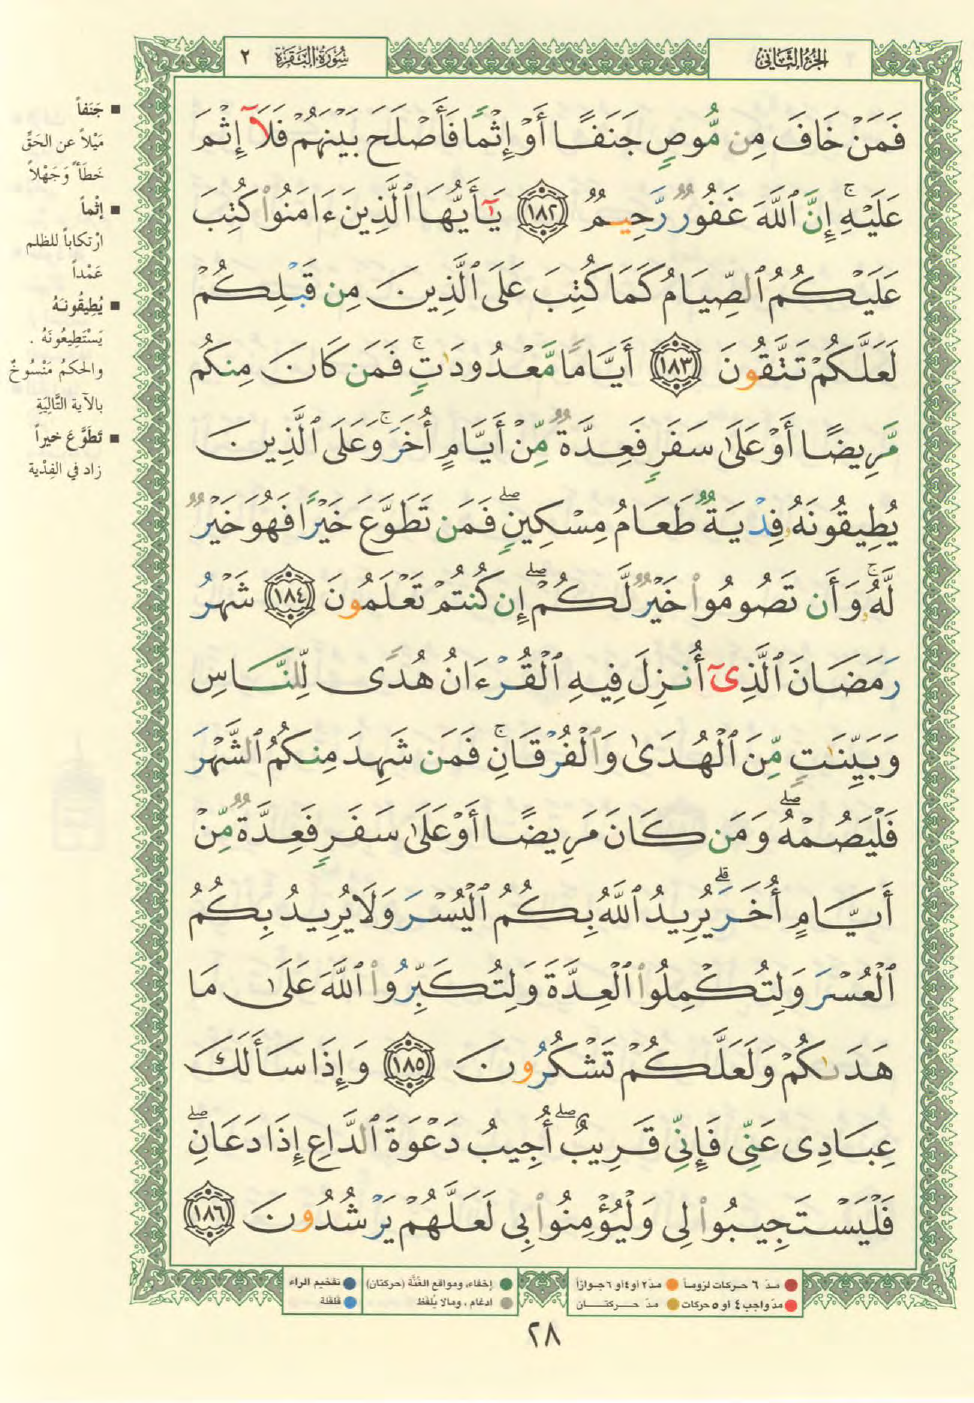 الجزء الثاني
سورة البقرة ٢
فَمَنْ خَافَ مِن مُّوصٍ جَنَفًا أَوْ إِثْمًا فَأَصْلَحَ بَيْنَهُمْ فَلَآ إِثْمَ
عَلَيْهِ ۚ إِنَّ ٱللَّهَ غَفُورٌ رَّحِيمٌ ١٨٢ يَٰٓأَيُّهَا ٱلَّذِينَ ءَامَنُوا۟ كُتِبَ
عَلَيْكُمُ ٱلصِّيَامُ كَمَا كُتِبَ عَلَى ٱلَّذِينَ مِن قَبْلِكُمْ
لَعَلَّكُمْ تَتَّقُونَ ١٨٣ أَيَّامًا مَّعْدُودَٰتٍ ۚ فَمَن كَانَ مِنكُم
مَّرِيضًا أَوْ عَلَىٰ سَفَرٍ فَعِدَّةٌ مِّنْ أَيَّامٍ أُخَرَ ۚ وَعَلَى ٱلَّذِينَ
يُطِيقُونَهُۥ فِدْيَةٌ طَعَامُ مِسْكِينٍ ۖ فَمَن تَطَوَّعَ خَيْرًا فَهُوَ خَيْرٌ
لَّهُۥ ۚ وَأَن تَصُومُوا۟ خَيْرٌ لَّكُمْ ۖ إِن كُنتُمْ تَعْلَمُونَ ١٨٤ شَهْرُ
رَمَضَانَ ٱلَّذِىٓ أُنزِلَ فِيهِ ٱلْقُرْءَانُ هُدًى لِّلنَّاسِ
وَبَيِّنَٰتٍ مِّنَ ٱلْهُدَىٰ وَٱلْفُرْقَانِ ۚ فَمَن شَهِدَ مِنكُمُ ٱلشَّهْرَ
فَلْيَصُمْهُ ۖ وَمَن كَانَ مَرِيضًا أَوْ عَلَىٰ سَفَرٍ فَعِدَّةٌ مِّنْ
أَيَّامٍ أُخَرَ ۗ يُرِيدُ ٱللَّهُ بِكُمُ ٱلْيُسْرَ وَلَا يُرِيدُ بِكُمُ
ٱلْعُسْرَ وَلِتُكْمِلُوا۟ ٱلْعِدَّةَ وَلِتُكَبِّرُوا۟ ٱللَّهَ عَلَىٰ مَا
هَدَىٰكُمْ وَلَعَلَّكُمْ تَشْكُرُونَ ١٨٥ وَإِذَا سَأَلَكَ
عِبَادِى عَنِّى فَإِنِّى قَرِيبٌ ۖ أُجِيبُ دَعْوَةَ ٱلدَّاعِ إِذَا دَعَانِ ۖ
فَلْيَسْتَجِيبُوا۟ لِى وَلْيُؤْمِنُوا۟ بِى لَعَلَّهُمْ يَرْشُدُونَ ١٨٦
■ جَنَفاً
مَيْلاً عن الحَقِّ
خَطَأً وَجَهْلاً
■ إثْماً
ارْتكاباً للظلم
عَمْداً
■ يُطِيقُونَهُ
يَسْتَطِيعُونَهُ .
والحكمُ مَنْسُوخٌ
بالآية التَّالِيَةِ
■ تَطَوَّعَ خيراً
زاد في الفِدْية
مدّ ٦ حركات لزوماً ● مدّ ٢ أو ٤ أو ٦ جوازاً
مدّ واجب ٤ أو ٥ حركات ● مدّ حركتان
إخفاء، ومواقع الغُنَّة (حركتان)
ادغام ، ومالا يُلفَظ
تفخيم الراء
قلقلة
٢٨